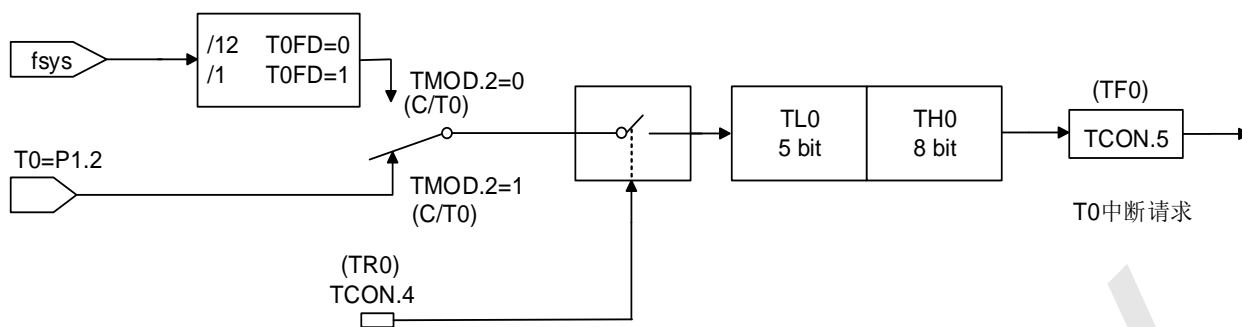 fsys
/12 T0FD=0
/1 T0FD=1
TMOD.2=0
(C/T0)
T0=P1.2
TMOD.2=1
(C/T0)
(TR0)
TCON.4
TL0
5 bit
TH0
8 bit
(TF0)
TCON.5
T0中断请求